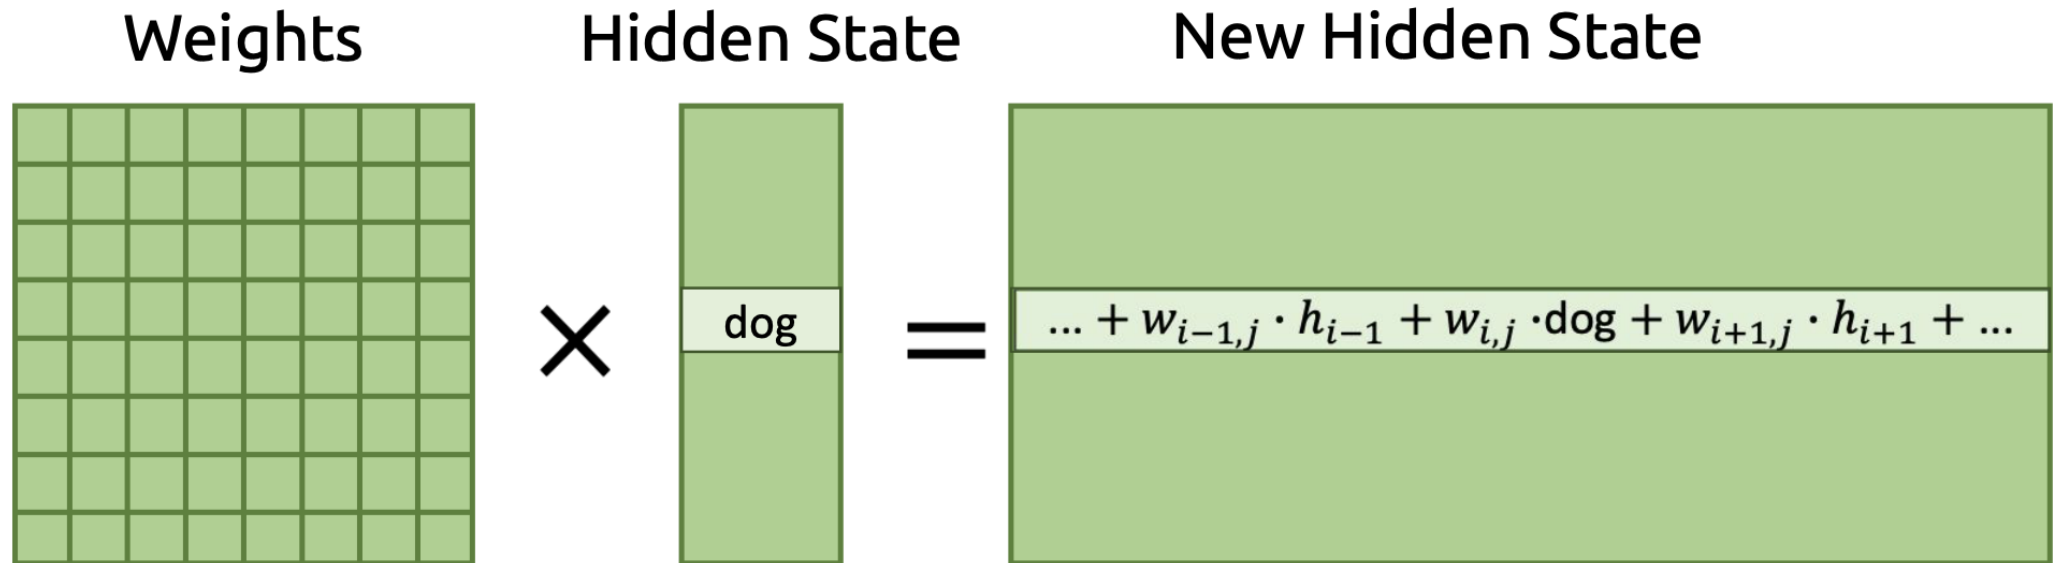 Weights Hidden State New Hidden State
× dog = ... + w_{i−1,j} · h_{i−1} + w_{i,j} ·dog + w_{i+1,j} · h_{i+1} + ...